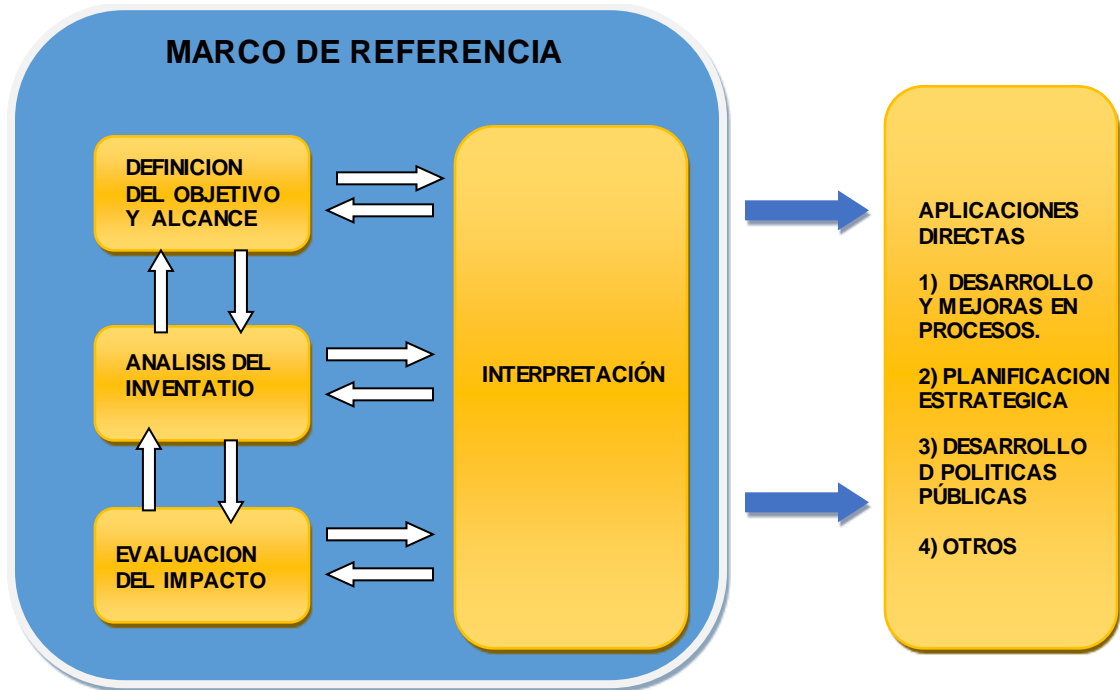 MARCO DE REFERENCIA
DEFINICION
DEL OBJETIVO
Y ALCANCE
ANALISIS DEL
INVENTATIO
EVALUACION
DEL IMPACTO
INTERPRETACIÓN
APLICACIONES
DIRECTAS
1) DESARROLLO
Y MEJORAS EN
PROCESOS.
2) PLANIFICACION
ESTRATEGICA
3) DESARROLLO
D POLITICAS
PÚBLICAS
4) OTROS